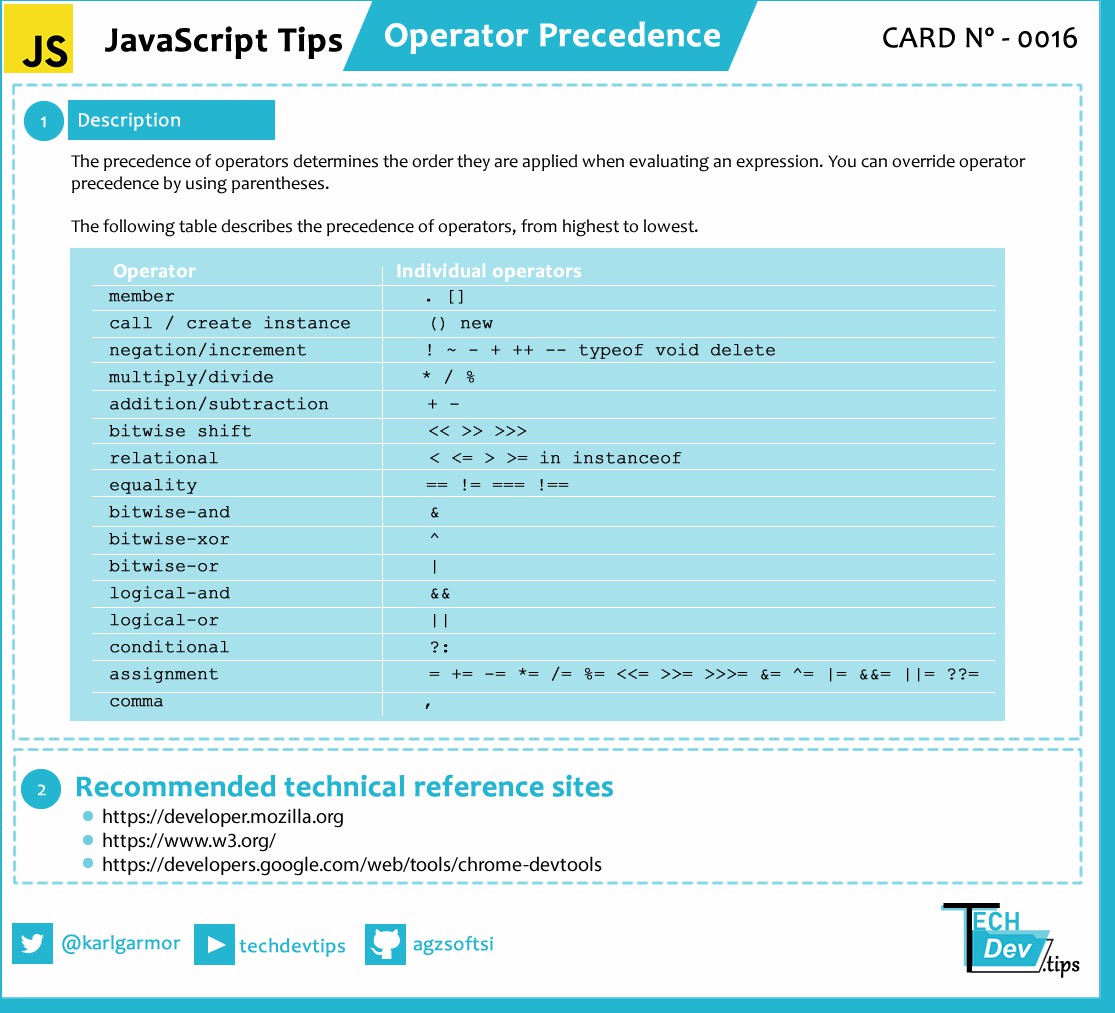 JS
JavaScript Tips
Operator Precedence
CARD Nº - 0016
1
Description
The precedence of operators determines the order they are applied when evaluating an expression. You can override operator
precedence by using parentheses.
The following table describes the precedence of operators, from highest to lowest.
Operator Individual operators
member . []
call / create instance () new
negation/increment ! ~ - + ++ -- typeof void delete
multiply/divide * / %
addition/subtraction + -
bitwise shift << >> >>>
relational < <= > >= in instanceof
equality == != === !==
bitwise-and &
bitwise-xor ^
bitwise-or |
logical-and &&
logical-or ||
conditional ?:
assignment = += -= *= /= %= <<= >>= >>>= &= ^= |= &&= ||= ??=
comma ,
2
Recommended technical reference sites
https://developer.mozilla.org
https://www.w3.org/
https://developers.google.com/web/tools/chrome-devtools
@karlgarmor
techdevtips
agzsoftsi
TECH
Dev
.tips